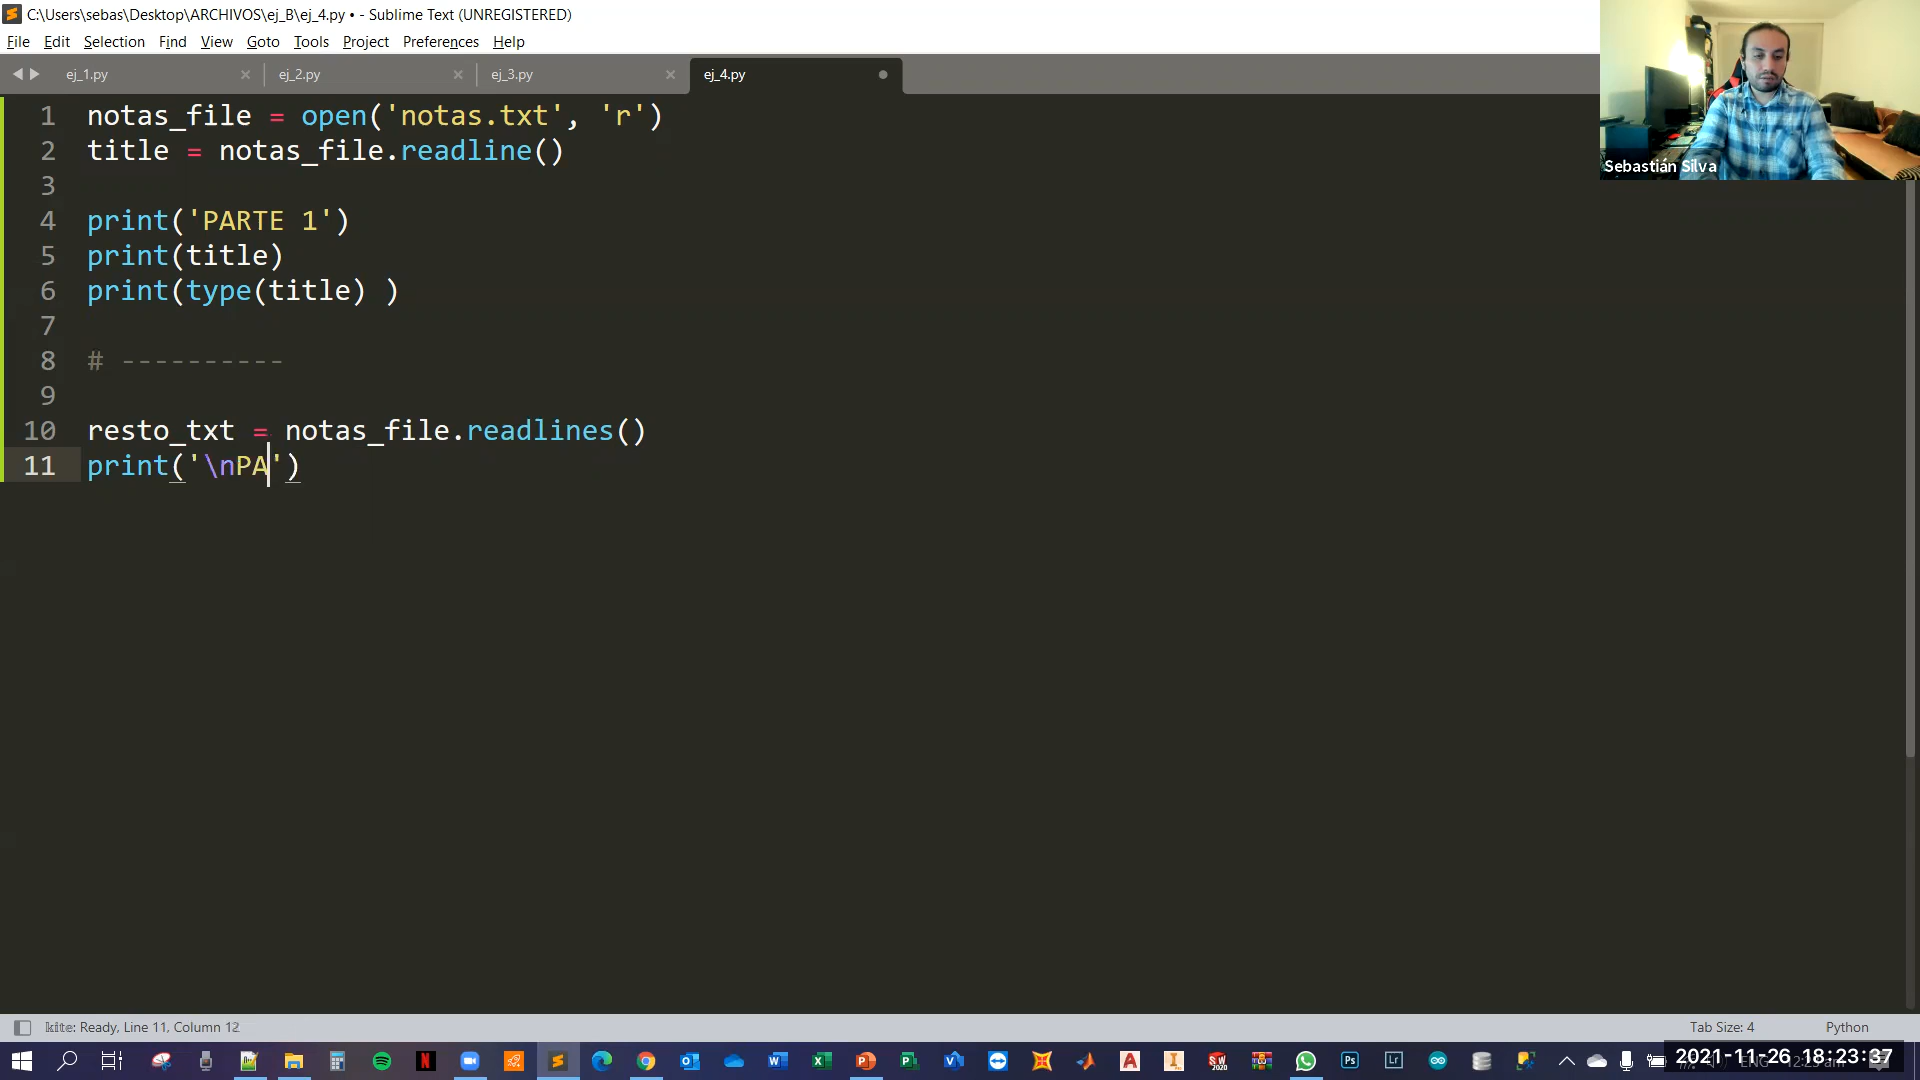 C:\Users\sebas\Desktop\ARCHIVOS\ej_B\ej_4.py • - Sublime Text (UNREGISTERED)
File Edit Selection Find View Goto Tools Project Preferences Help
ej_1.py ej_2.py ej_3.py ej_4.py
1 notas_file = open('notas.txt', 'r')
2 title = notas_file.readline()
3
4 print('PARTE 1')
5 print(title)
6 print(type(title) )
7
8 # ----------
9
10 resto_txt = notas_file.readlines()
11 print('\nPA')
Sebastián Silva
kite: Ready, Line 11, Column 12
Tab Size: 4 Python
2021-11-26 18:23:37